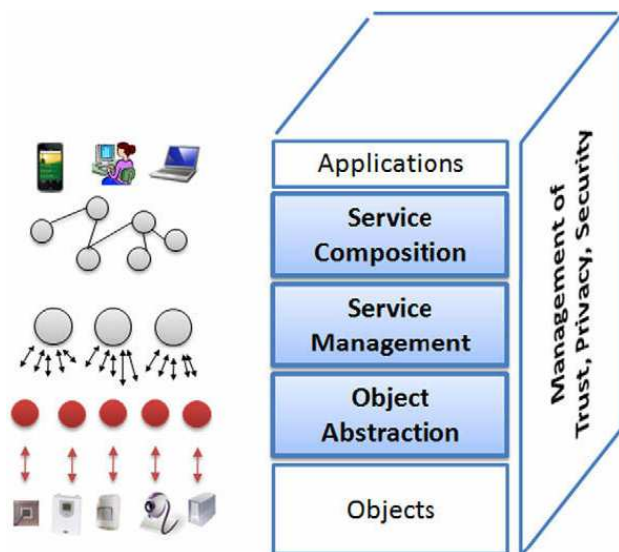 Applications
Service
Composition
Service
Management
Object
Abstraction
Objects
Management of
Trust, Privacy, Security